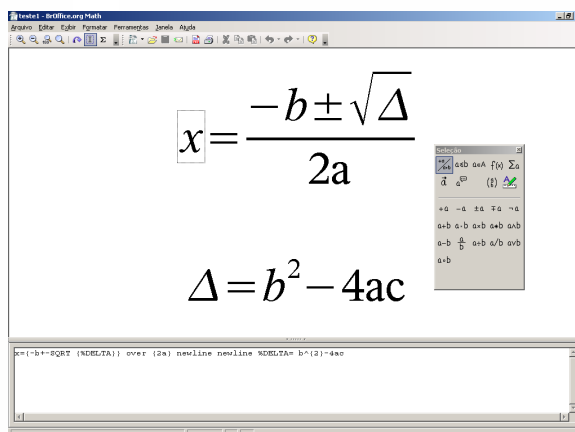 teste1 - BrOffice.org Math
Arquivo Editar Exibir Formatar Ferramentas Janela Ajuda
x = −b ± √Δ
2a
Δ = b² − 4ac
Seleção
+a/a+b a≤b a∈A f(x) Σa
+a −a ±a ∓a ¬a
a+b a·b a×b a∗b a∧b
a−b a/b a÷b a/b a∨b
a∘b
x={-b+-SQRT {%DELTA}} over {2a} newline newline %DELTA= b^{2}-4ac